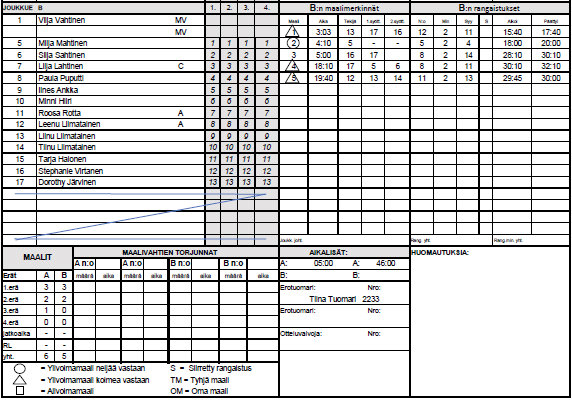 JOUKKUE B 1. 2. 3. 4. B:n maalimerkinnät B:n rangaistukset
1 Vilja Vahtinen MV Maali Aika Tekijä 1.syött. 2.syött. N:o Min Syy S Alkoi Päättyi
MV 1 3:03 13 17 16 12 2 11 15:40 17:40
5 Milja Mahtinen 1 1 1 1 2 4:10 5 - - 5 2 4 18:00 20:00
6 Silja Sahtinen 2 2 2 2 3 5:00 16 17 8 2 11 28:10 30:10
7 Lilja Lahtinen C 3 3 3 3 4 18:10 17 5 6 8 2 11 30:10 32:10
8 Paula Puputti 4 4 4 4 5 19:40 12 13 14 11 2 13 29:45 30:00
9 Iines Ankka 5 5 5 5
10 Minni Hiiri 6 6 6 6
11 Roosa Rotta A 7 7 7 7
12 Leenu Liimatainen A 8 8 8 8
13 Liinu Liimatainen 9 9 9 9
14 Tiinu Liimatainen 10 10 10 10
15 Tarja Halonen 11 11 11 11
16 Stephanie Virtanen 12 12 12 12
17 Dorothy Järvinen 13 13 13 13
Joukk. joht. Rang. yht. Rang.min. yht.
MAALIT MAALIVAHTIEN TORJUNNAT AIKALISÄT: HUOMAUTUKSIA:
A n:o A n:o B n:o B n:o A: 05:00 A: 46:00
Erät A B määrä aika määrä aika määrä aika määrä aika B: B:
1.erä 3 3 Erotuomari: Nro:
2.erä 2 2 Tiina Tuomari 2233
3.erä 1 0 Erotuomari: Nro:
4.erä 0 0
jatkoaika - - Otteluvalvoja: Nro:
RL - -
yht. 6 5
= Ylivoimamaali neljää vastaan S = Siirretty rangaistus
= Ylivoimamaali kolmea vastaan TM = Tyhjä maali
= Alivoimamaali OM = Oma maali